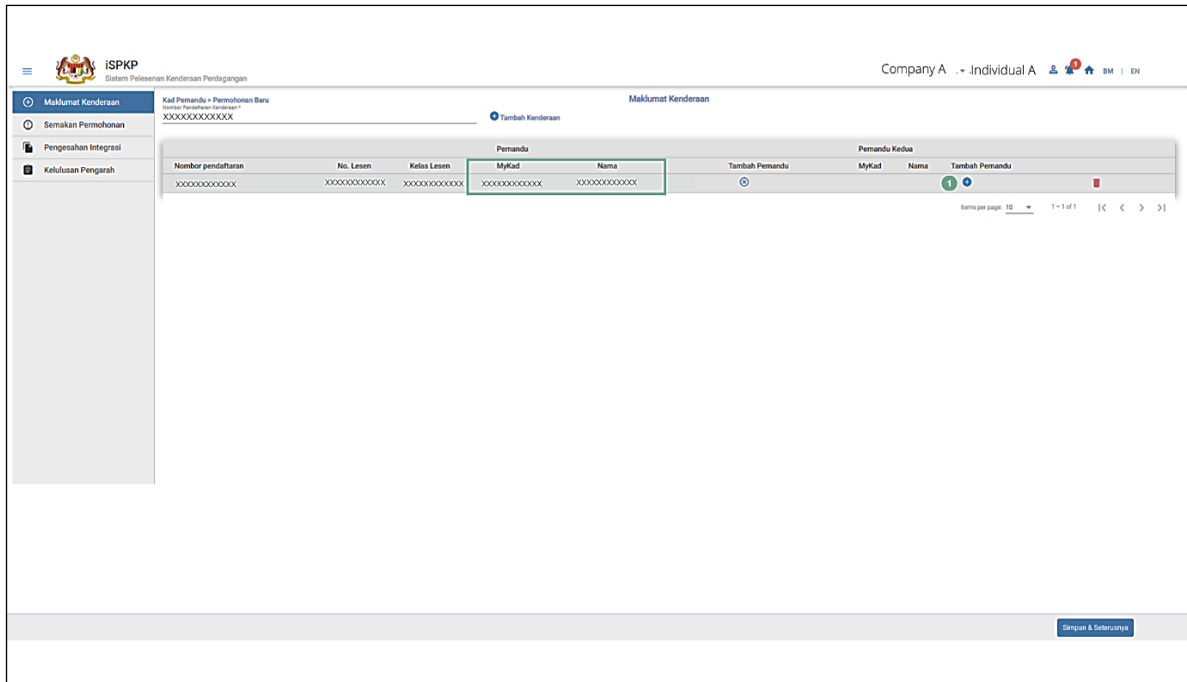 iSPKP
Sistem Pelesenan Kenderaan Perdagangan
Company A . Individual A 1 BM | EN
Maklumat Kenderaan
Semakan Permohonan
Pengesahan Integrasi
Kelulusan Pengarah
Kad Pemandu > Permohonan Baru
Maklumat Kenderaan
Nombor Pendaftaran Kenderaan *
XXXXXXXXXXXX
Tambah Kenderaan
Pemandu Pemandu Kedua
Nombor pendaftaran No. Lesen Kelas Lesen MyKad Nama Tambah Pemandu MyKad Nama Tambah Pemandu
XXXXXXXXXXXX XXXXXXXXXXXX XXXXXXXXXXXX XXXXXXXXXXXX XXXXXXXXXXXX 1
Items per page: 10 1 – 1 of 1
Simpan & Seterusnya